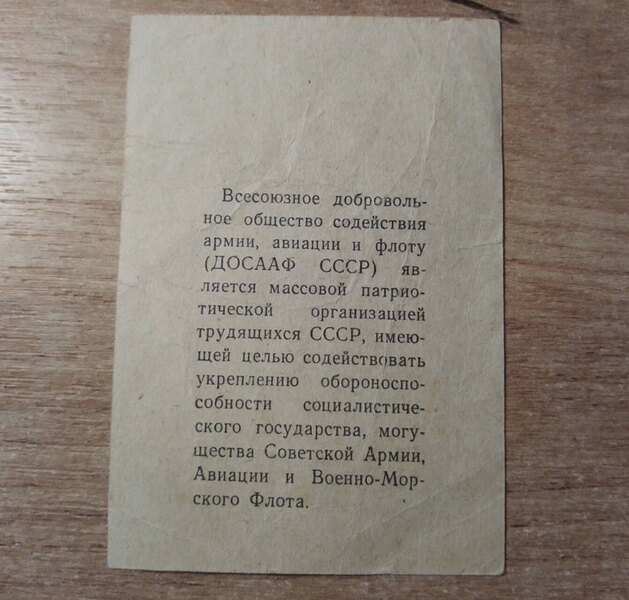 Всесоюзное доброволь-
ное общество содействия
армии, авиации и флоту
(ДОСААФ СССР) яв-
ляется массовой патрио-
тической организацией
трудящихся СССР, имею-
щей целью содействовать
укреплению обороноспо-
собности социалистиче-
ского государства, могу-
щества Советской Армии,
Авиации и Военно-Мор-
ского Флота.